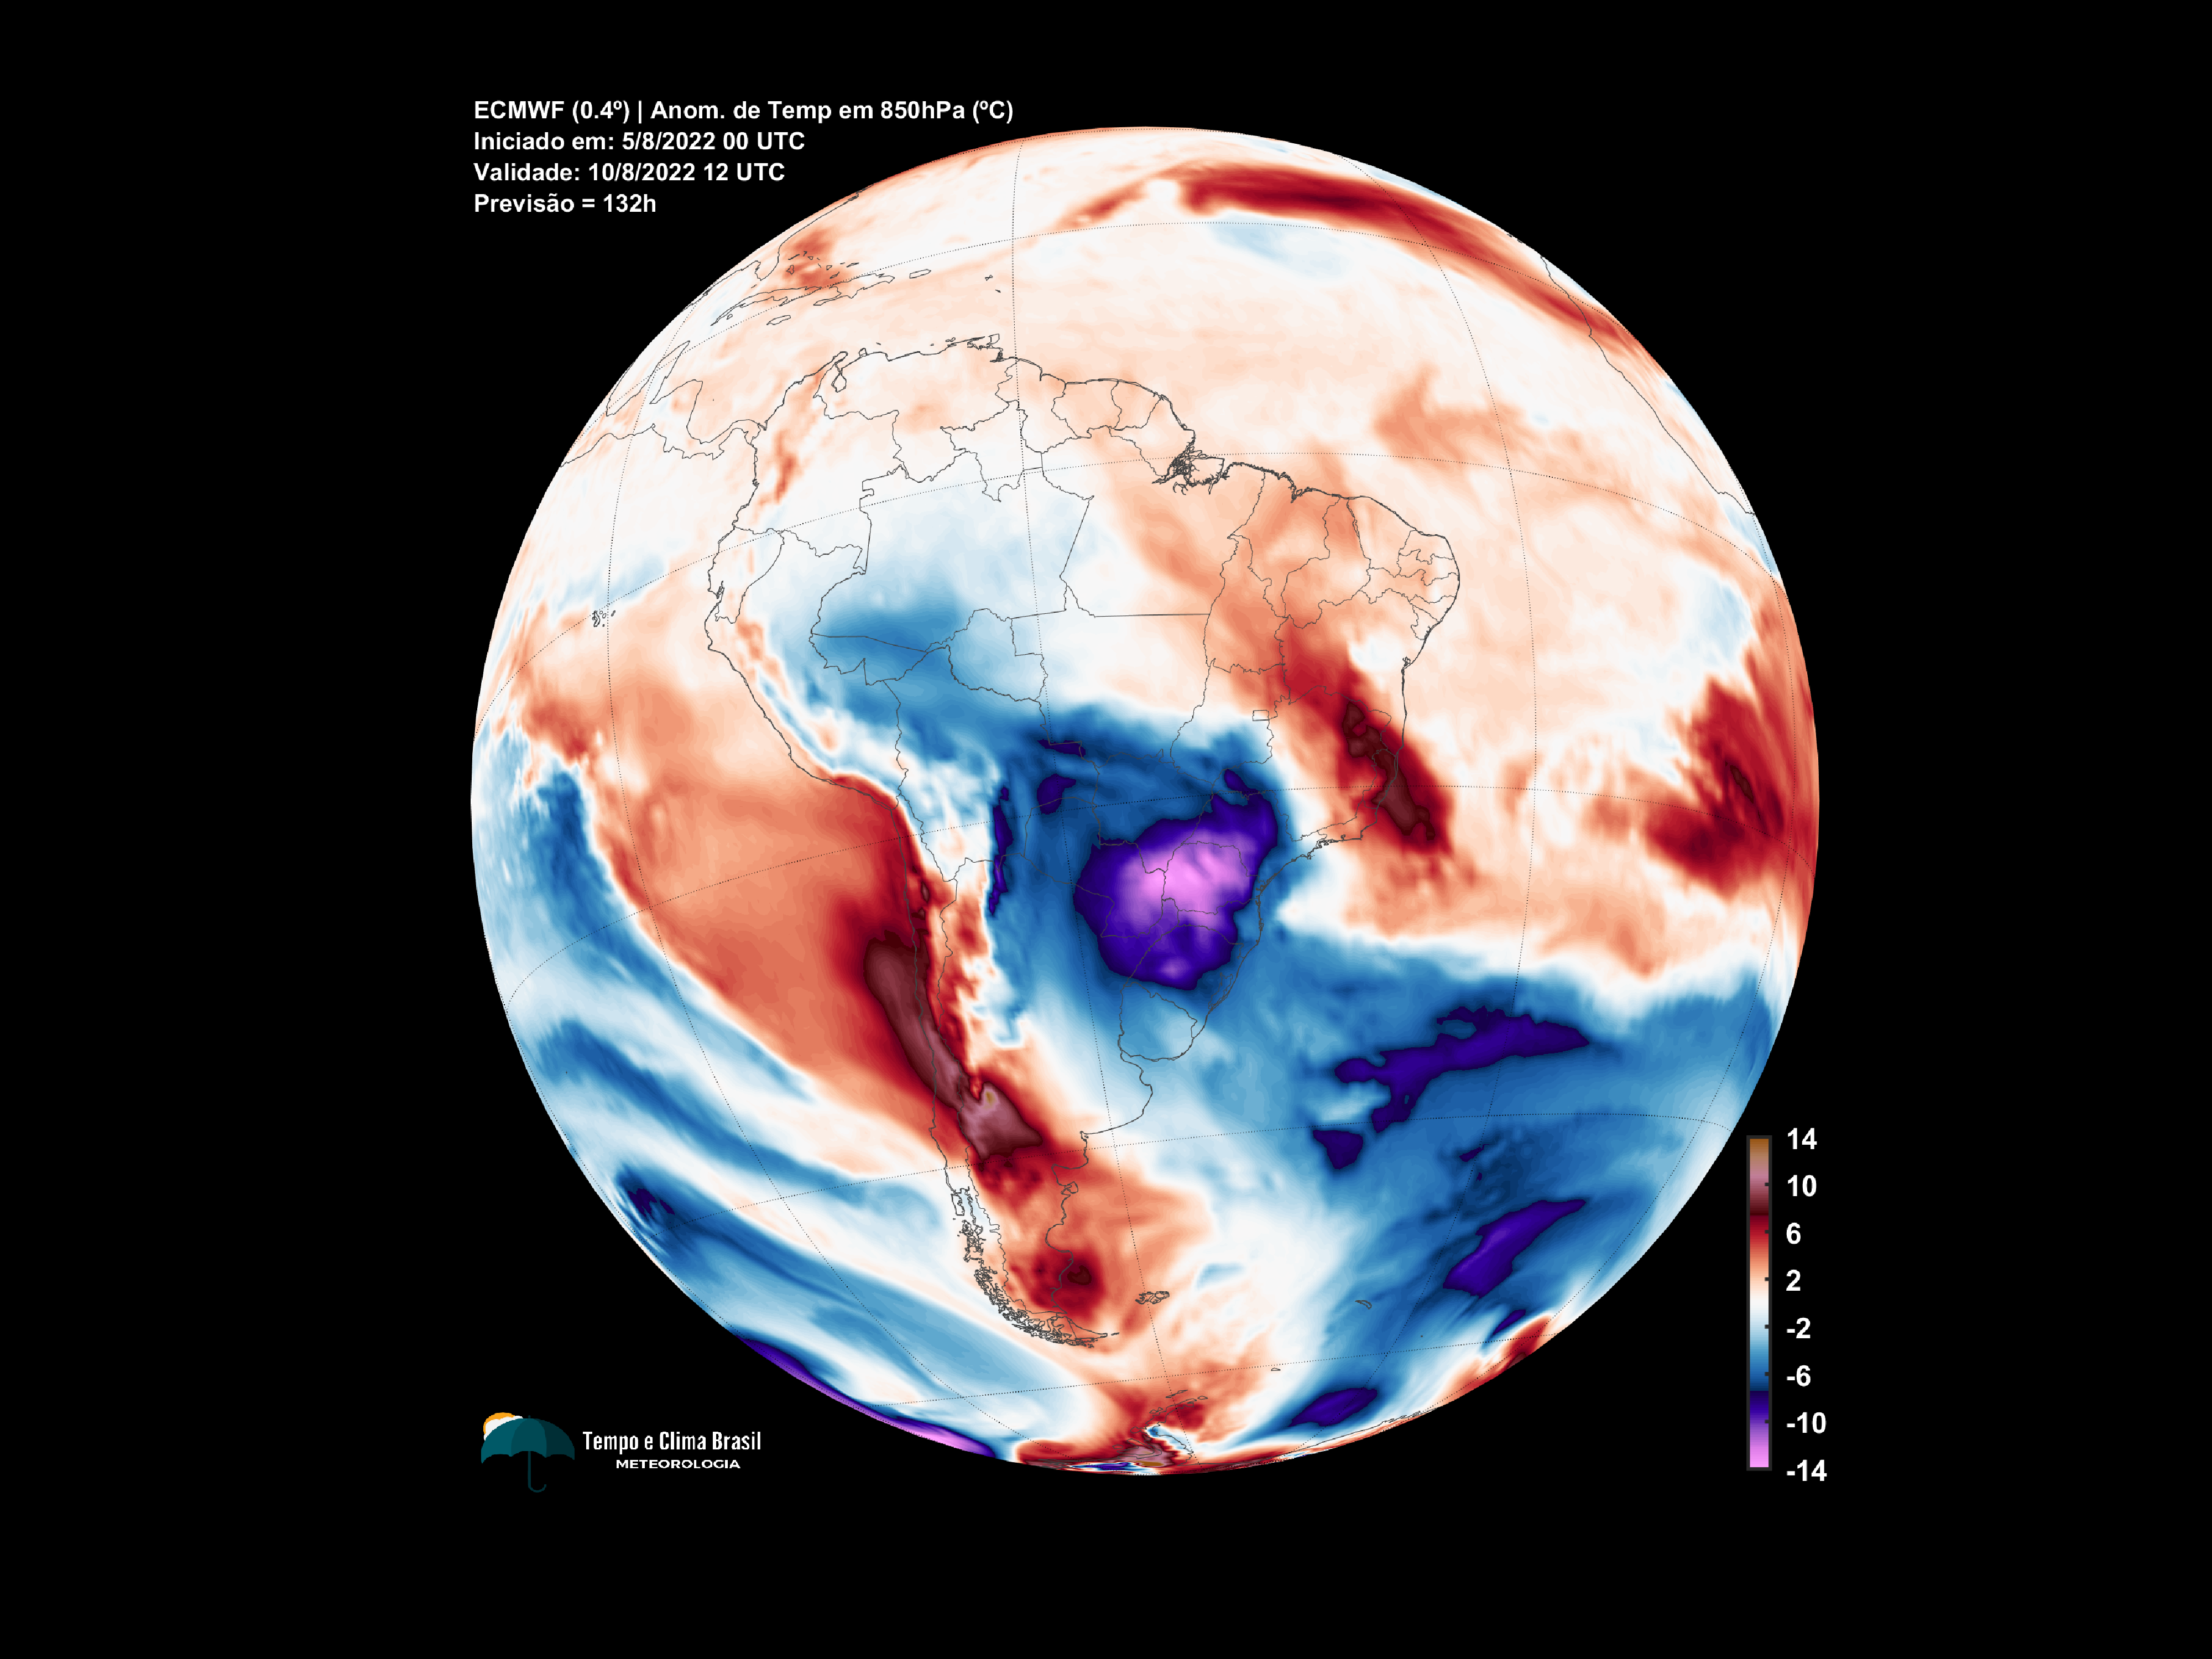 ECMWF (0.4º) | Anom. de Temp em 850hPa (ºC)
Iniciado em: 5/8/2022 00 UTC
Validade: 10/8/2022 12 UTC
Previsão = 132h
14
10
6
2
-2
-6
-10
-14
Tempo e Clima Brasil
METEOROLOGIA